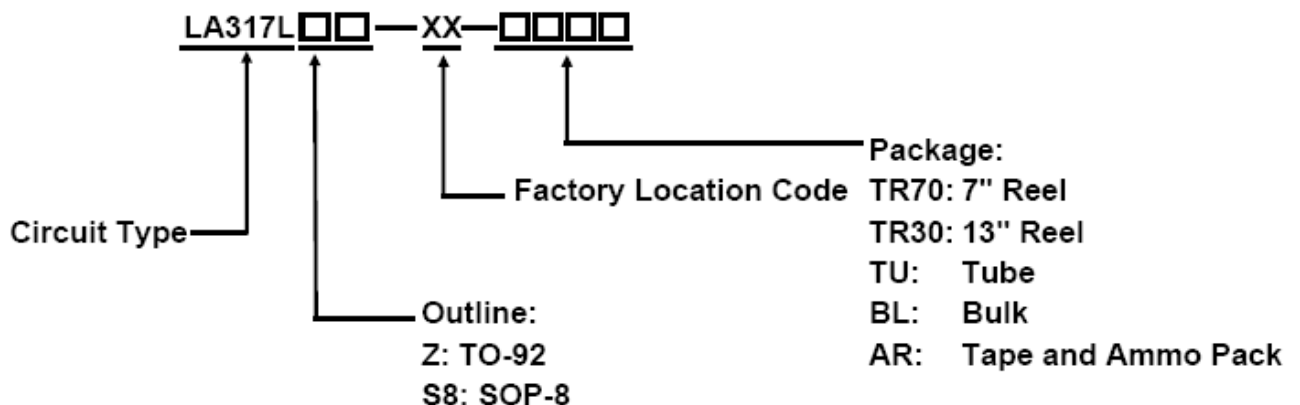 LA317L□□—XX—□□□□
Package:
Factory Location Code
TR70: 7" Reel
Circuit Type
TR30: 13" Reel
TU: Tube
Outline:
BL: Bulk
Z: TO-92
AR: Tape and Ammo Pack
S8: SOP-8